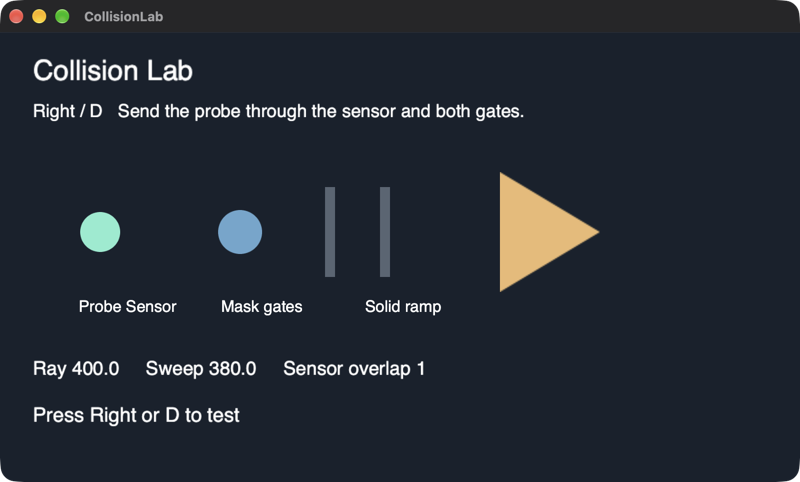 CollisionLab
Collision Lab
Right / D   Send the probe through the sensor and both gates.
Probe Sensor   Mask gates   Solid ramp
Ray 400.0   Sweep 380.0   Sensor overlap 1
Press Right or D to test